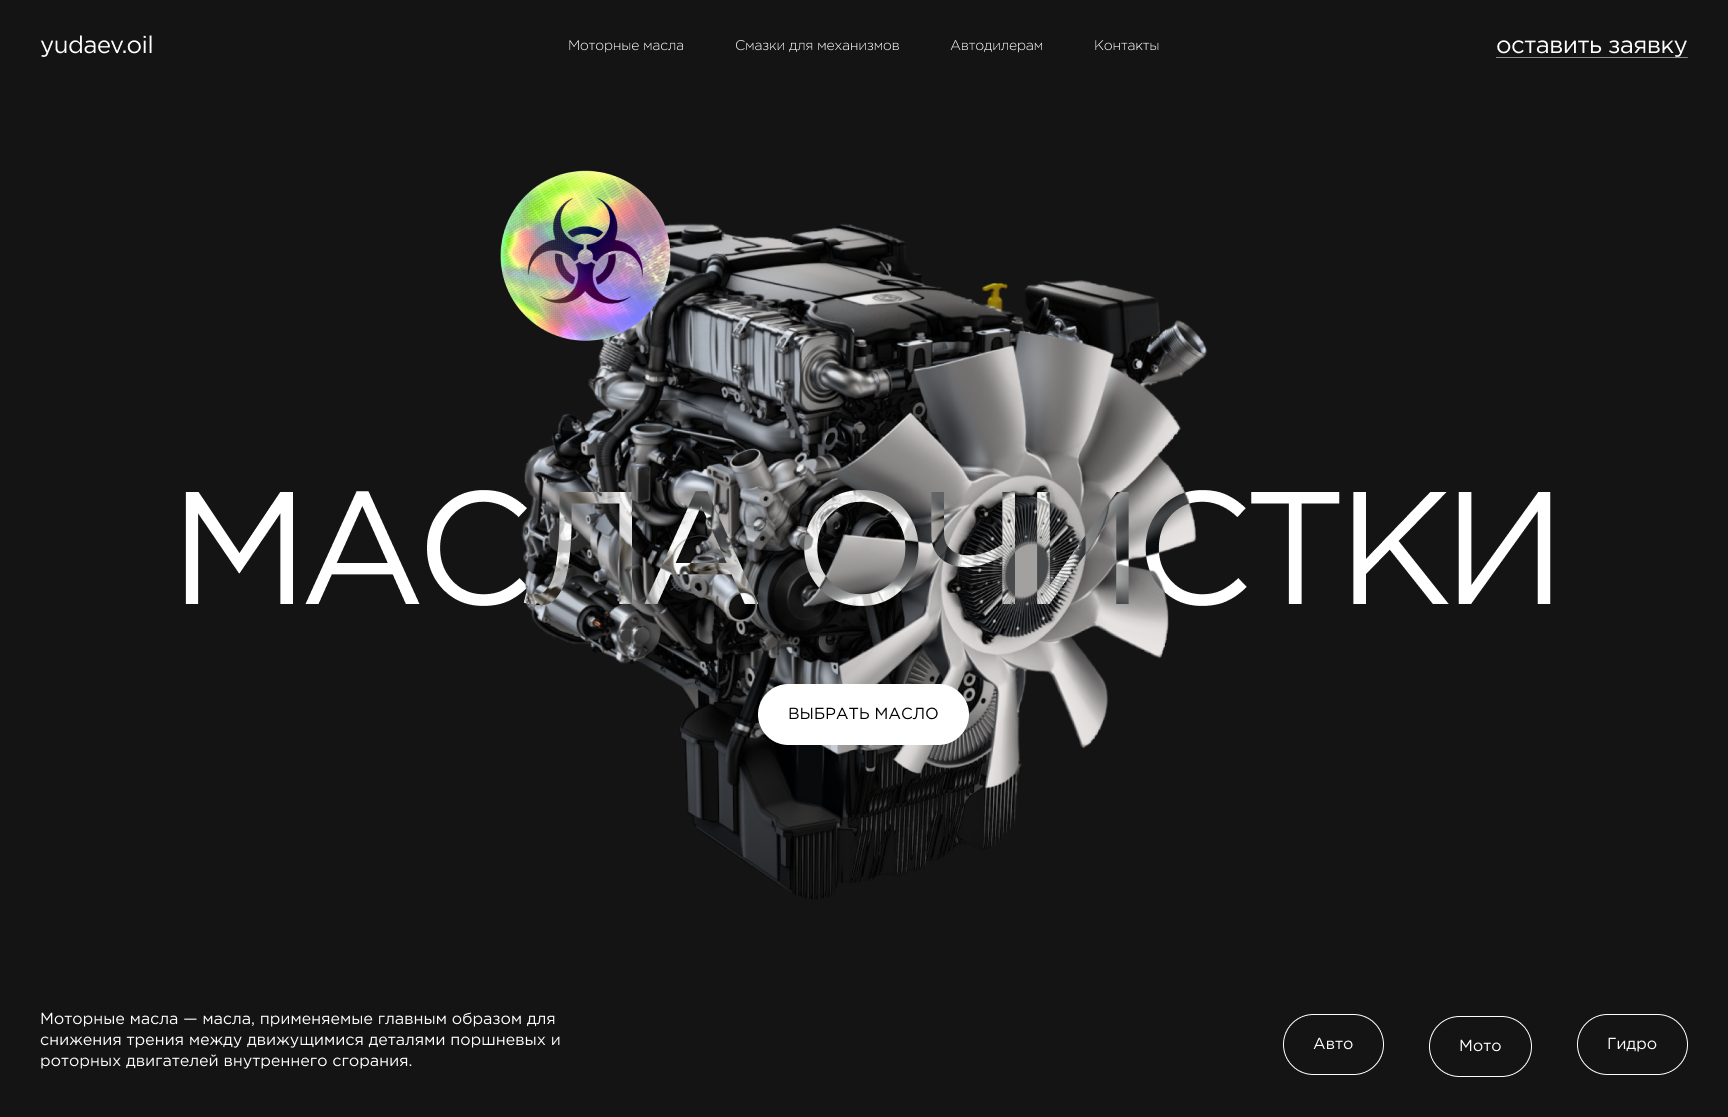 yudaev.oil
Моторные масла
Смазки для механизмов
Автодилерам
Контакты
оставить заявку
МАСЛА ОЧИСТКИ
ВЫБРАТЬ МАСЛО
Моторные масла — масла, применяемые главным образом для
снижения трения между движущимися деталями поршневых и
роторных двигателей внутреннего сгорания.
Авто
Мото
Гидро